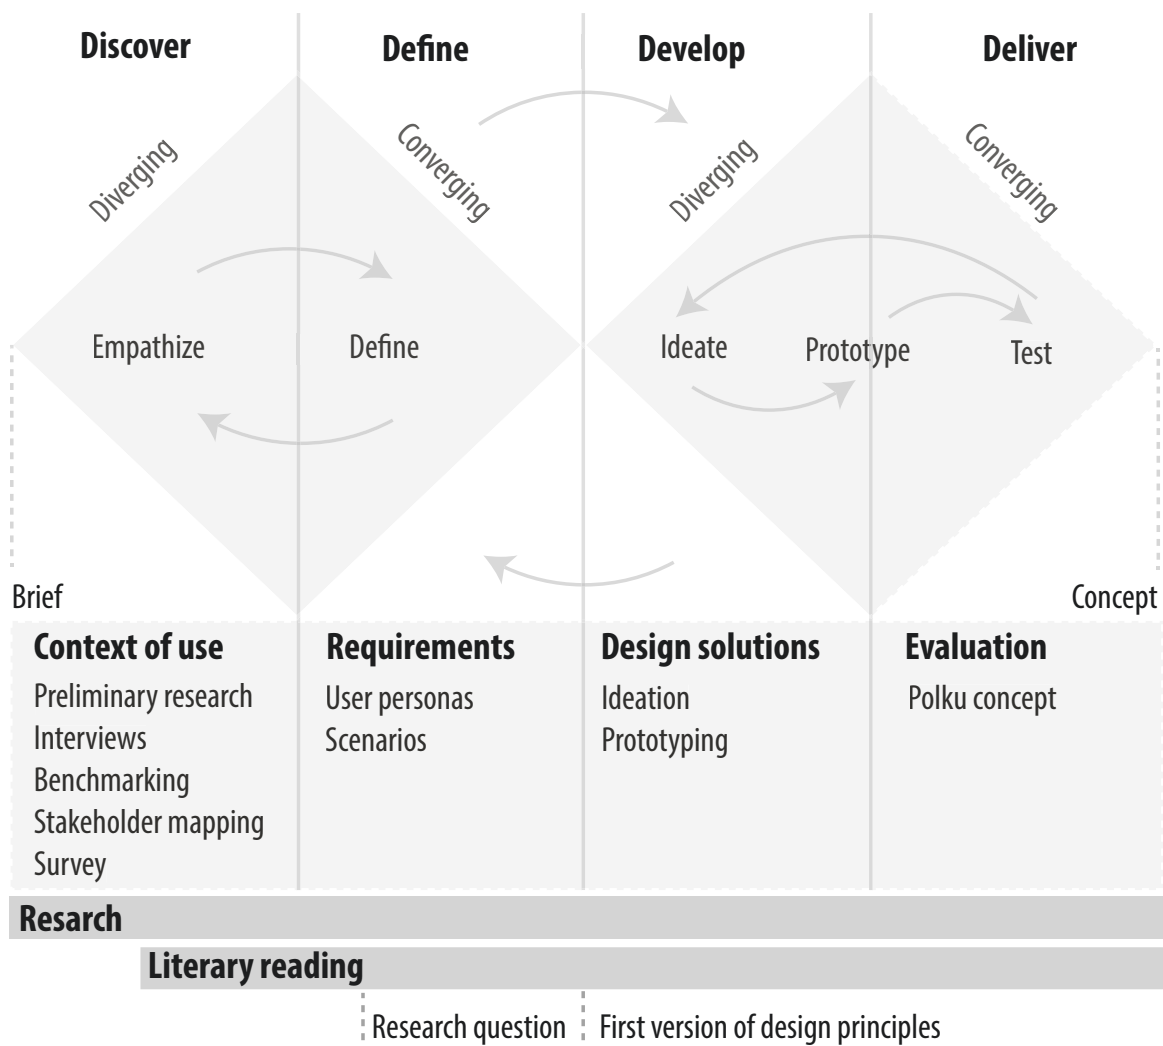 Discover
Define
Develop
Deliver
Diverging
Converging
Diverging
Converging
Empathize
Define
Ideate
Prototype
Test
Brief
Concept
Context of use
Preliminary research
Interviews
Benchmarking
Stakeholder mapping
Survey
Requirements
User personas
Scenarios
Design solutions
Ideation
Prototyping
Evaluation
Polku concept
Resarch
Literary reading
Research question
First version of design principles